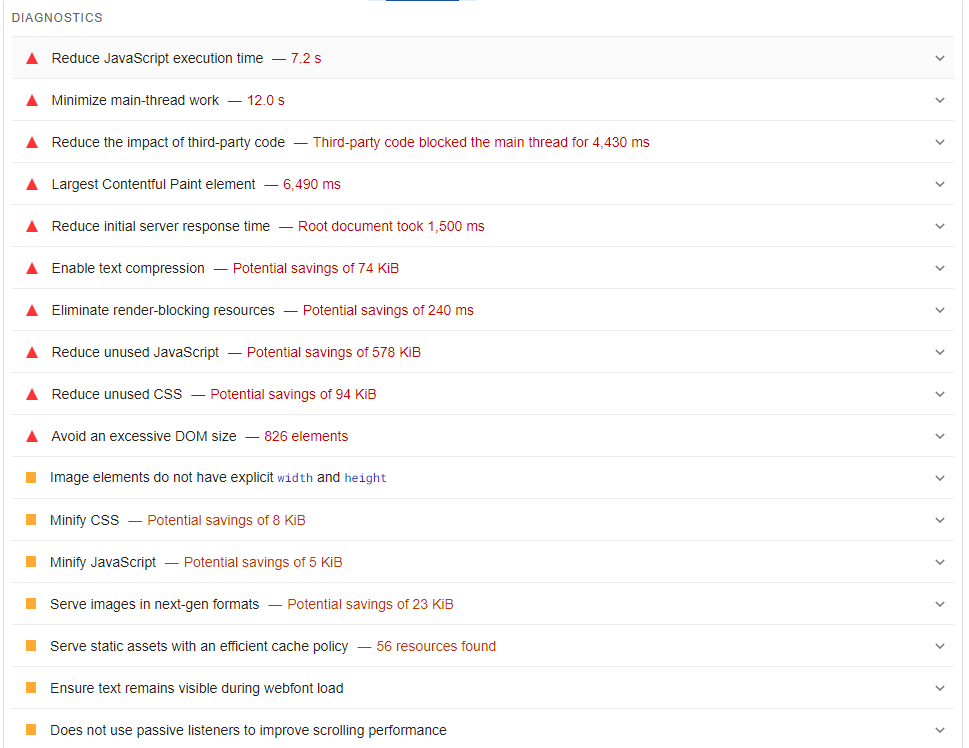 DIAGNOSTICS
Reduce JavaScript execution time — 7.2 s
Minimize main-thread work — 12.0 s
Reduce the impact of third-party code — Third-party code blocked the main thread for 4,430 ms
Largest Contentful Paint element — 6,490 ms
Reduce initial server response time — Root document took 1,500 ms
Enable text compression — Potential savings of 74 KiB
Eliminate render-blocking resources — Potential savings of 240 ms
Reduce unused JavaScript — Potential savings of 578 KiB
Reduce unused CSS — Potential savings of 94 KiB
Avoid an excessive DOM size — 826 elements
Image elements do not have explicit width and height
Minify CSS — Potential savings of 8 KiB
Minify JavaScript — Potential savings of 5 KiB
Serve images in next-gen formats — Potential savings of 23 KiB
Serve static assets with an efficient cache policy — 56 resources found
Ensure text remains visible during webfont load
Does not use passive listeners to improve scrolling performance